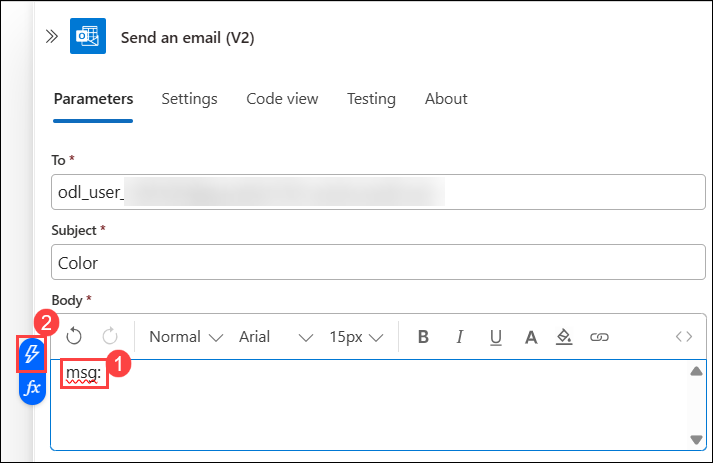 Send an email (V2)
Parameters Settings Code view Testing About
To *
odl_user_
Subject *
Color
Body *
2
Normal Arial 15px B I U A
msg: 1
fx